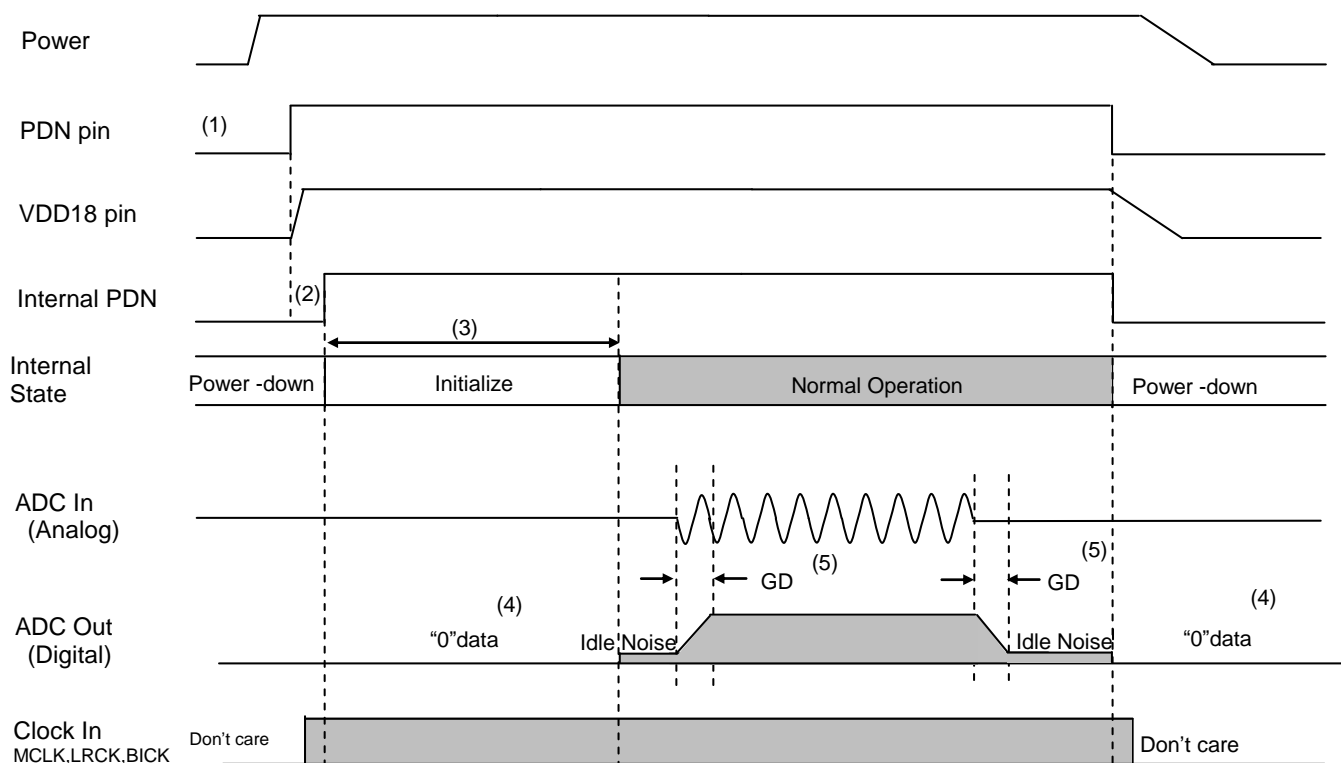 Power
PDN pin
(1)
VDD18 pin
Internal PDN
(2)
(3)
Internal
State
Power -down
Initialize
Normal Operation
Power -down
ADC In
(Analog)
(5)
GD
(5)
GD
ADC Out
(Digital)
(4)
“0”data
Idle Noise
Idle Noise
(4)
“0”data
Clock In
MCLK,LRCK,BICK
Don’t care
Don’t care